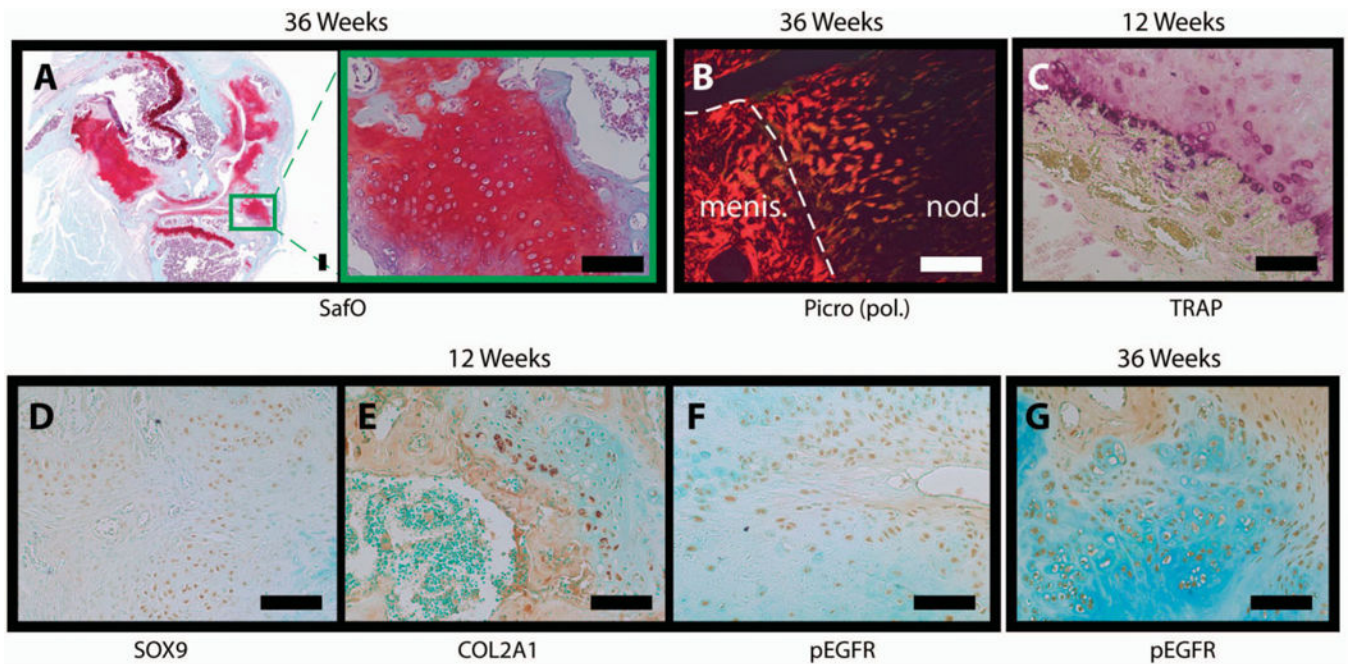 36 Weeks 36 Weeks 12 Weeks
A B C
menis. nod.
SafO Picro (pol.) TRAP
12 Weeks 36 Weeks
D E F G
SOX9 COL2A1 pEGFR pEGFR